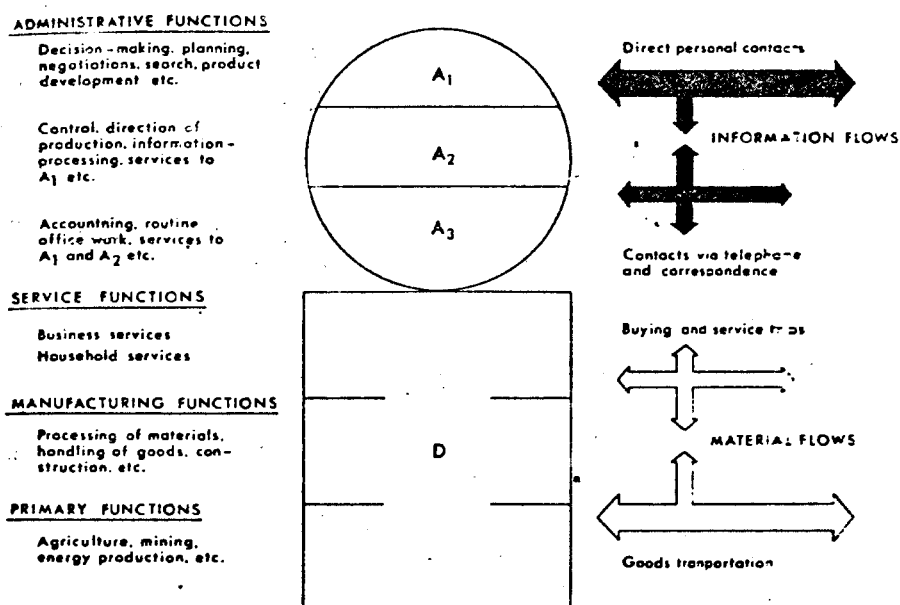 ADMINISTRATIVE FUNCTIONS
Decision-making, planning,
negotiations, search, product
development etc.
Control, direction of
production, information-
processing, services to
A1 etc.
Accountning, routine
office work, services to
A1 and A2 etc.
SERVICE FUNCTIONS
Business services
Household services
MANUFACTURING FUNCTIONS
Processing of materials,
handling of goods, con-
struction, etc.
PRIMARY FUNCTIONS
Agriculture, mining,
energy production, etc.
A1
A2
A3
D
Direct personal contacts
INFORMATION FLOWS
Contacts via telephone
and correspondence
Buying and service trips
MATERIAL FLOWS
Goods tranportation